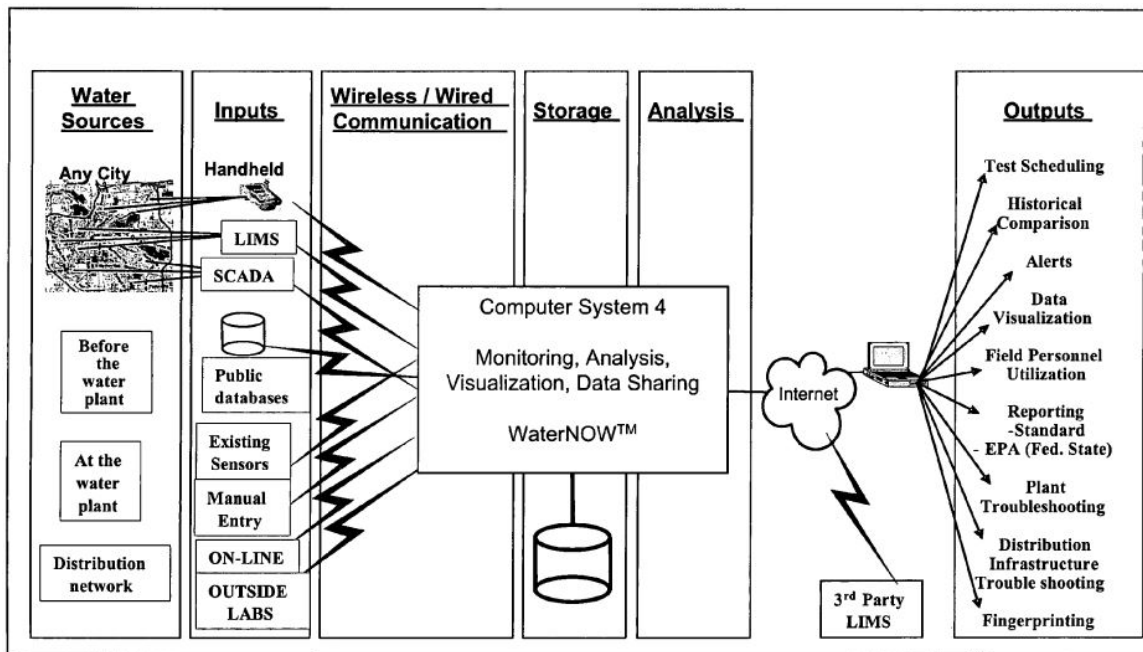 Water
Sources
Any City
Before
the
water
plant
At the
water
plant
Distribution
network
Inputs
Handheld
LIMS
SCADA
Public
databases
Existing
Sensors
Manual
Entry
ON-LINE
OUTSIDE
LABS
Wireless / Wired
Communication
Storage
Analysis
Computer System 4
Monitoring, Analysis,
Visualization, Data Sharing
WaterNOW™
Internet
3rd Party
LIMS
Outputs
Test Scheduling
Historical
Comparison
Alerts
Data
Visualization
Field Personnel
Utilization
Reporting
-Standard
- EPA (Fed. State)
Plant
Troubleshooting
Distribution
Infrastructure
Trouble shooting
Fingerprinting